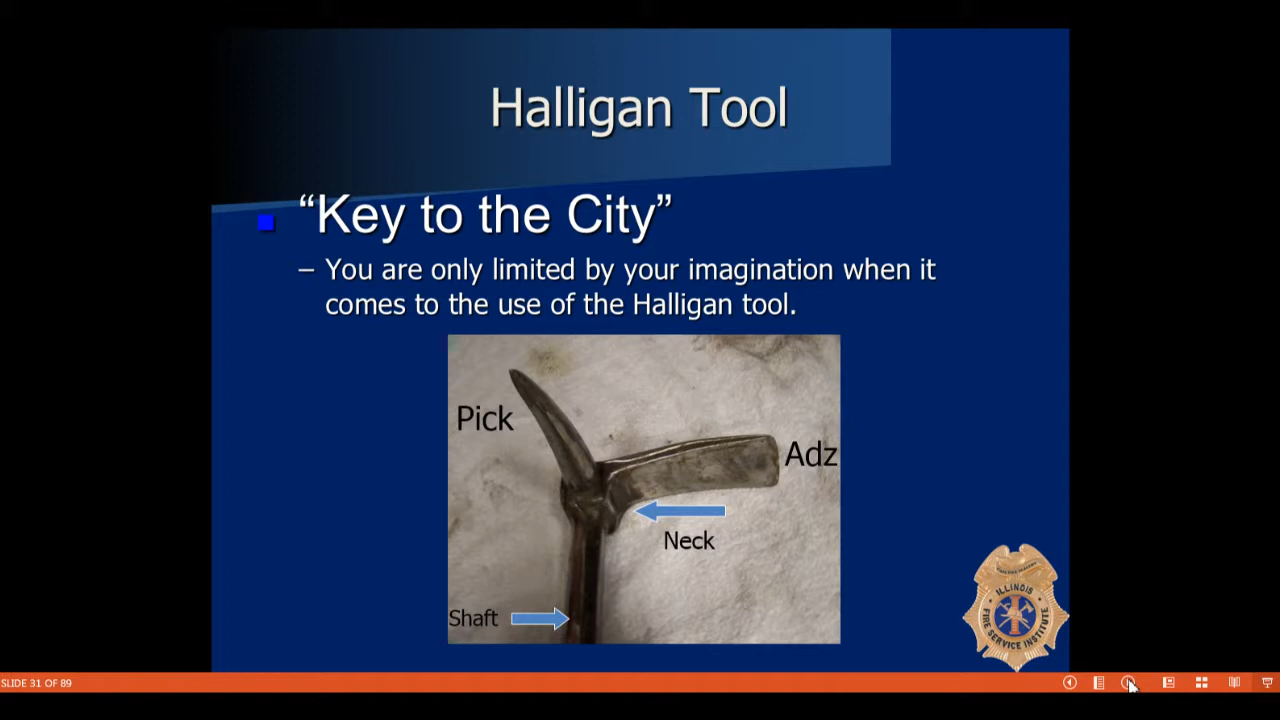 Halligan Tool
“Key to the City”
– You are only limited by your imagination when it
comes to the use of the Halligan tool.
Pick
Adz
Neck
Shaft
ILLINOIS
FIRE SERVICE INSTITUTE
SLIDE 31 OF 89